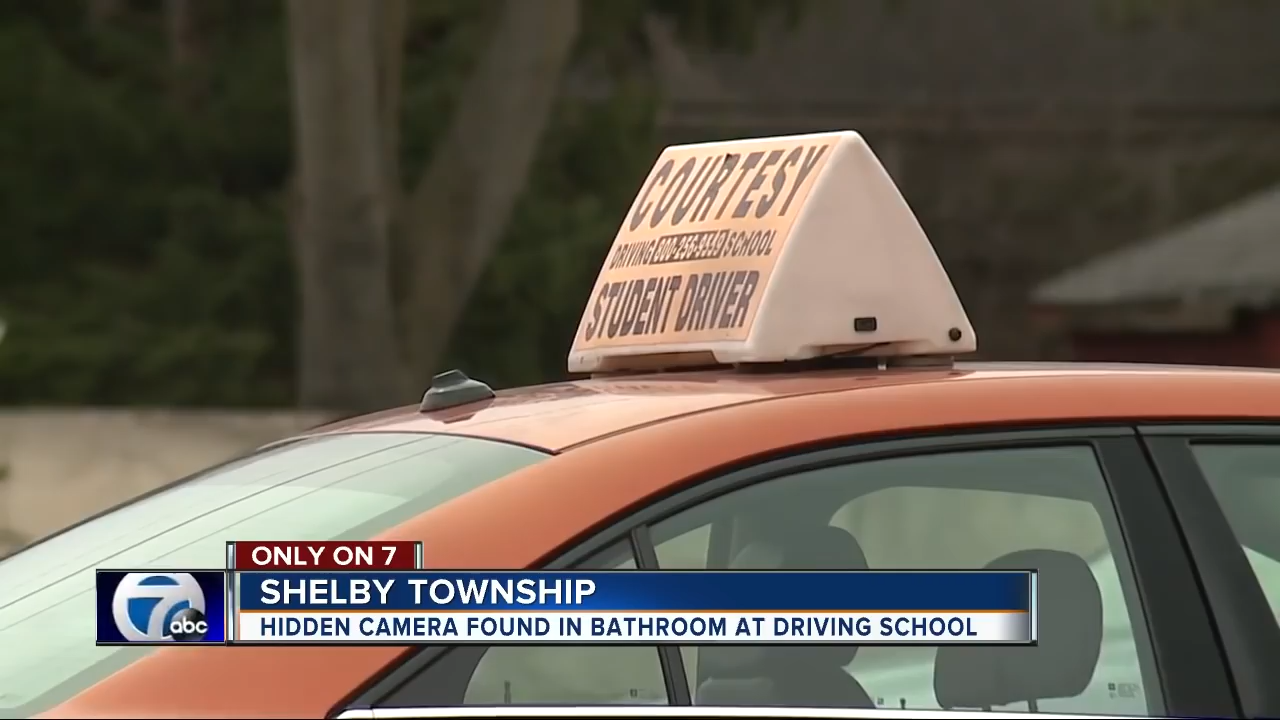 COURTESY
DRIVING SCHOOL
STUDENT DRIVER
ONLY ON 7
SHELBY TOWNSHIP
7 abc
HIDDEN CAMERA FOUND IN BATHROOM AT DRIVING SCHOOL